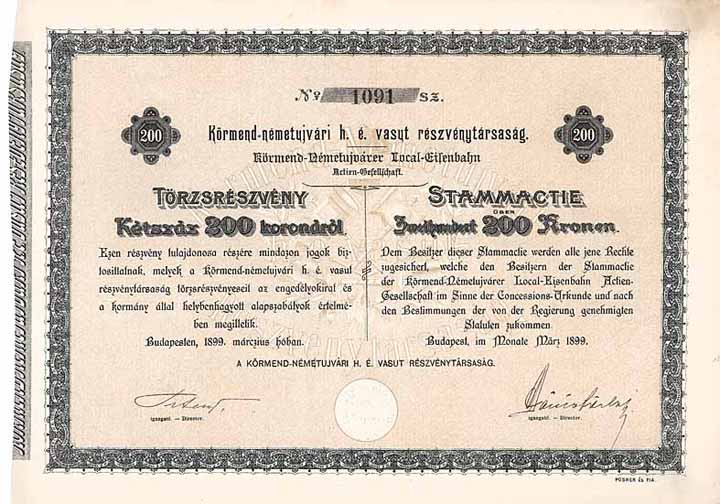 № 1091 SZ.
200
200
Körmend-németujvári h. é. vasut részvénytársaság.
Körmend-Németujvárer Local-Eisenbahn
Actien-Gesellschaft.
TÖRZSRÉSZVÉNY
Kétszáz 200 koronáról.
Ezen részvény tulajdonosa részére mindazon jogok biz-
tosíttatnak, melyek a Körmend-németujvári h. é. vasut
részvénytársaság törzsrészvényeseit az engedélyokirat és
a kormány által helybenhagyott alapszabályok értelmé-
ben megilletik.
Budapesten, 1899. márczius hóban.
STAMMACTIE
ÜBER
Zweihundert 200 Kronen.
Dem Besitzer dieser Stammactie werden alle jene Rechte
zugesichert, welche den Besitzern der Stammactie
der Körmend-Németujvárer Local-Eisenbahn Actien-
Gesellschaft im Sinne der Concessions-Urkunde und nach
den Bestimmungen der von der Regierung genehmigten
Statuten zukommen.
Budapest, im Monate März 1899.
A KÖRMEND-NÉMETUJVÁRI H. É. VASUT RÉSZVÉNYTÁRSASÁG.
igazgató. — Director.
igazgató. — Director.
POSNER ÉS FIA.